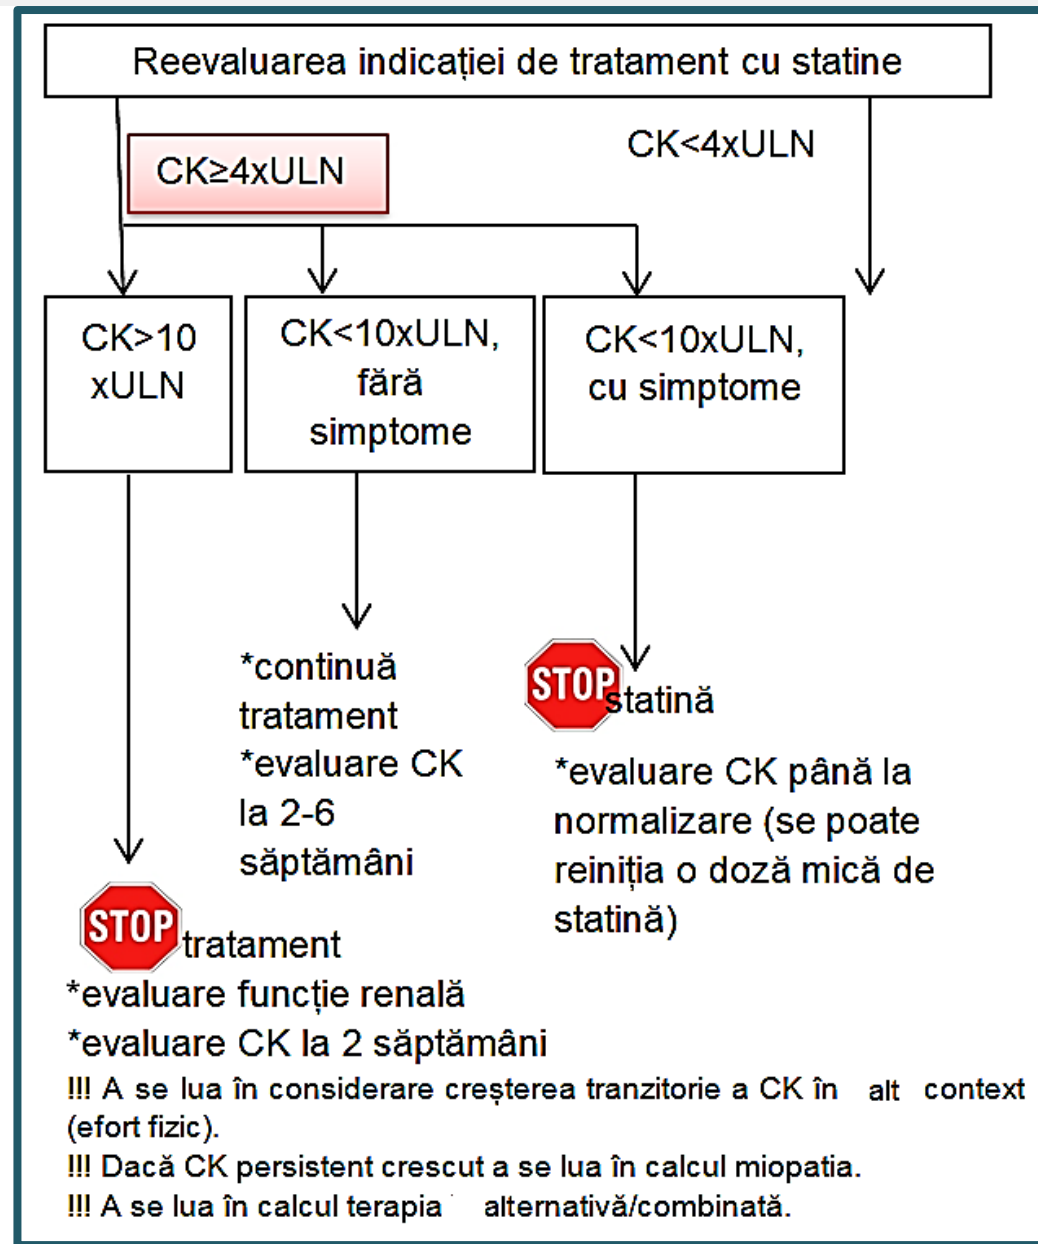 Reevaluarea indicației de tratament cu statine
CK≥4xULN
CK<4xULN
CK>10
xULN
CK<10xULN,
fără
simptome
CK<10xULN,
cu simptome
*continuă
tratament
*evaluare CK
la 2-6
săptămâni
STOP statină
*evaluare CK până la
normalizare (se poate
reiniția o doză mică de
statină)
STOP tratament
*evaluare funcție renală
*evaluare CK la 2 săptămâni
!!! A se lua în considerare creșterea tranzitorie a CK în alt context
(efort fizic).
!!! Dacă CK persistent crescut a se lua în calcul miopatia.
!!! A se lua în calcul terapia alternativă/combinată.